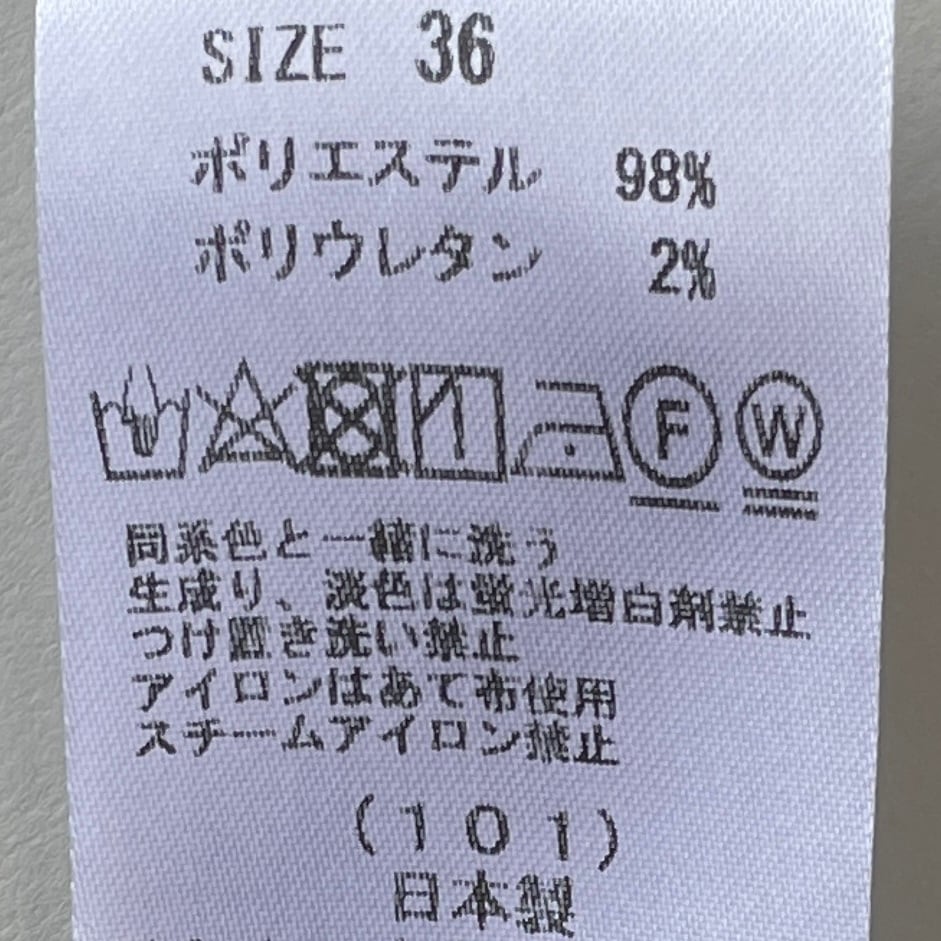 SIZE 36
ポリエステル 98%
ポリウレタン 2%
F W
同系色と一緒に洗う
生成り、淡色は蛍光増白剤禁止
つけ置き洗い禁止
アイロンはあて布使用
スチームアイロン禁止
(101)
日本製